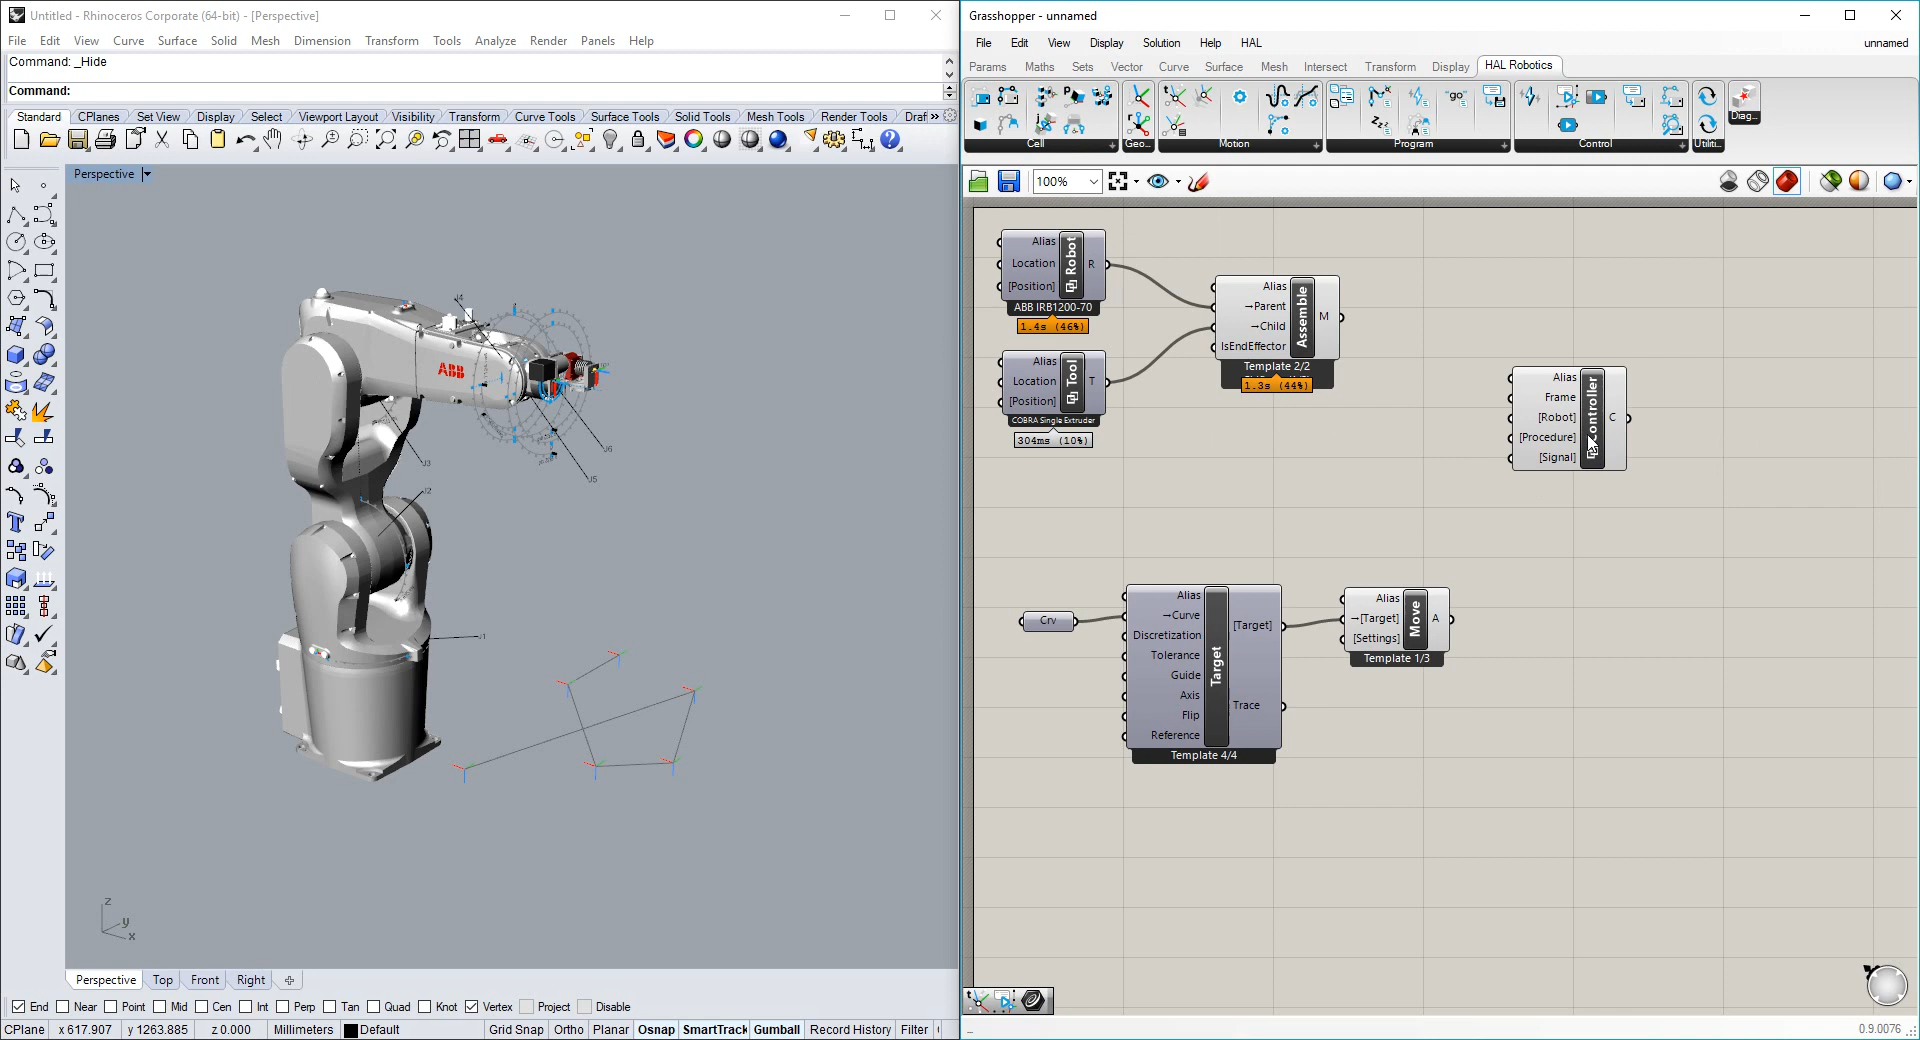 Untitled - Rhinoceros Corporate (64-bit) - [Perspective]
File Edit View Curve Surface Solid Mesh Dimension Transform Tools Analyze Render Panels Help
Command: _Hide
Command:
Standard CPlanes Set View Display Select Viewport Layout Visibility Transform Curve Tools Surface Tools Solid Tools Mesh Tools Render Tools Draf
Perspective
J4
ABB
J6
J5
J3
J2
J1
z
y
x
Perspective Top Front Right
End Near Point Mid Cen Int Perp Tan Quad Knot Vertex Project Disable
CPlane x 617.907 y 1263.885 z 0.000 Millimeters Default Grid Snap Ortho Planar Osnap SmartTrack Gumball Record History Filter
Grasshopper - unnamed
File Edit View Display Solution Help HAL
unnamed
Params Maths Sets Vector Curve Surface Mesh Intersect Transform Display HAL Robotics
"go"
zzz
Diag...
Cell Geo... Motion Program Control Utiliti...
100%
Alias
Location
[Position]
Robot
R
ABB IRB1200-70
1.4s (46%)
Alias
Location
[Position]
Tool
T
COBRA Single Extruder
304ms (10%)
Alias
→Parent
→Child
IsEndEffector
Assemble
M
Template 2/2
1.3s (44%)
Alias
Frame
[Robot]
[Procedure]
[Signal]
Controller
C
Crv
Alias
→Curve
Discretization
Tolerance
Guide
Axis
Flip
Reference
Target
[Target]
Trace
Template 4/4
Alias
→[Target]
[Settings]
Move
A
Template 1/3
0.9.0076